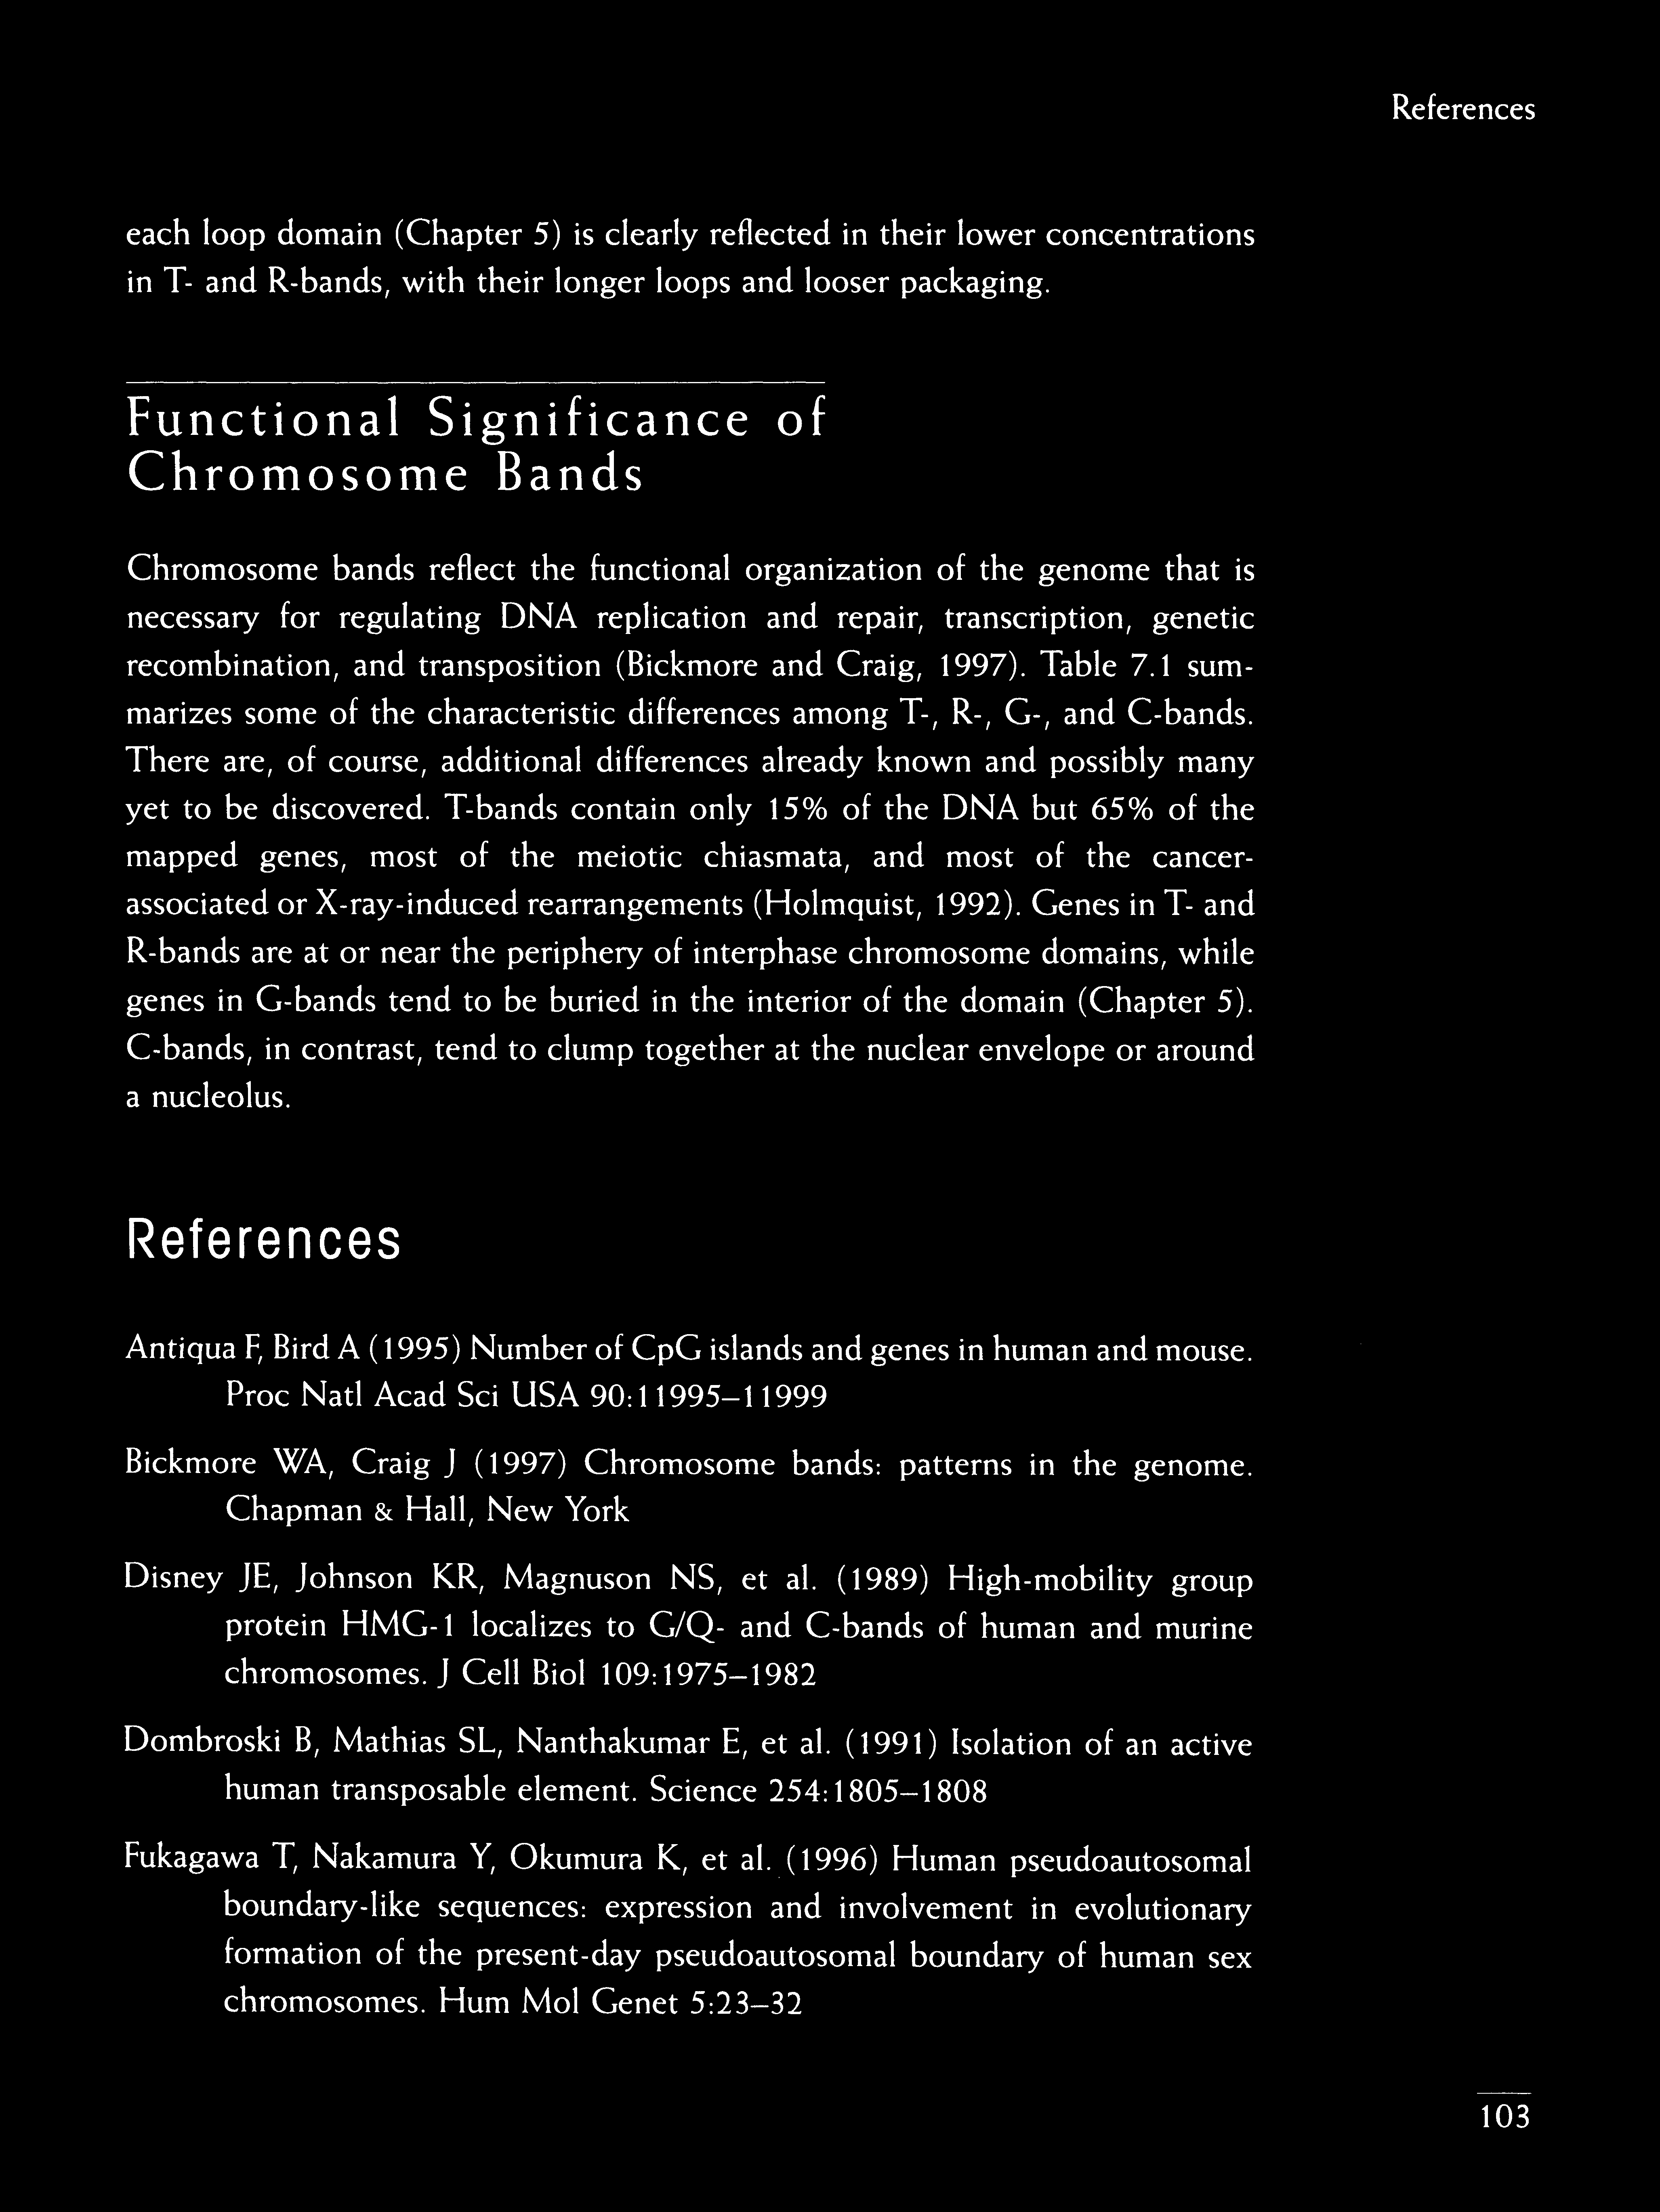 References
each loop domain (Chapter 5) is clearly reflected in their lower concentrations
in T- and R-bands, with their longer loops and looser packaging.
Functional Significance of
Chromosome Bands
Chromosome bands reflect the functional organization of the genome that is
necessary for regulating DNA replication and repair, transcription, genetic
recombination, and transposition (Bickmore and Craig, 1997). Table 7.1 sum-
marizes some of the characteristic differences among T-, R-, G-, and C-bands.
There are, of course, additional differences already known and possibly many
yet to be discovered. T-bands contain only 15% of the DNA but 65% of the
mapped genes, most of the meiotic chiasmata, and most of the cancer-
associated or X-ray-induced rearrangements (Holmquist, 1992). Genes in T- and
R-bands are at or near the periphery of interphase chromosome domains, while
genes in G-bands tend to be buried in the interior of the domain (Chapter 5).
C-bands, in contrast, tend to clump together at the nuclear envelope or around
a nucleolus.
References
Antiqua F, Bird A (1995) Number of CpG islands and genes in human and mouse.
Proc Natl Acad Sci USA 90:11995–11999
Bickmore WA, Craig J (1997) Chromosome bands: patterns in the genome.
Chapman & Hall, New York
Disney JE, Johnson KR, Magnuson NS, et al. (1989) High-mobility group
protein HMG-1 localizes to G/Q- and C-bands of human and murine
chromosomes. J Cell Biol 109:1975–1982
Dombroski B, Mathias SL, Nanthakumar E, et al. (1991) Isolation of an active
human transposable element. Science 254:1805–1808
Fukagawa T, Nakamura Y, Okumura K, et al. (1996) Human pseudoautosomal
boundary-like sequences: expression and involvement in evolutionary
formation of the present-day pseudoautosomal boundary of human sex
chromosomes. Hum Mol Genet 5:23–32
103